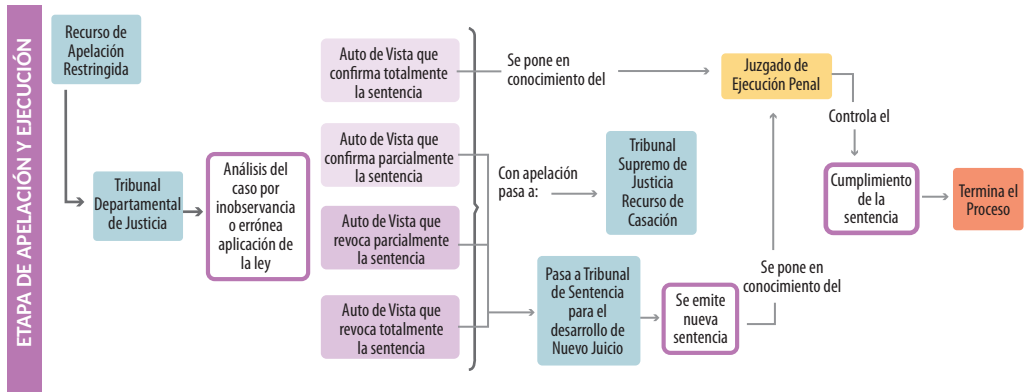 ETAPA DE APELACIÓN Y EJECUCIÓN
Recurso de
Apelación
Restringida
Tribunal
Departamental
de Justicia
Análisis del
caso por
inobservancia
o errónea
aplicación de
la ley
Auto de Vista que
confirma totalmente
la sentencia
Auto de Vista que
confirma parcialmente
la sentencia
Auto de Vista que
revoca parcialmente
la sentencia
Auto de Vista que
revoca totalmente
la sentencia
Se pone en
conocimiento del
Con apelación
pasa a:
Tribunal
Supremo de
Justicia
Recurso de
Casación
Pasa a Tribunal
de Sentencia
para el
desarrollo de
Nuevo Juicio
Se emite
nueva
sentencia
Se pone en
conocimiento del
Juzgado de
Ejecución Penal
Controla el
Cumplimiento
de la
sentencia
Termina el
Proceso